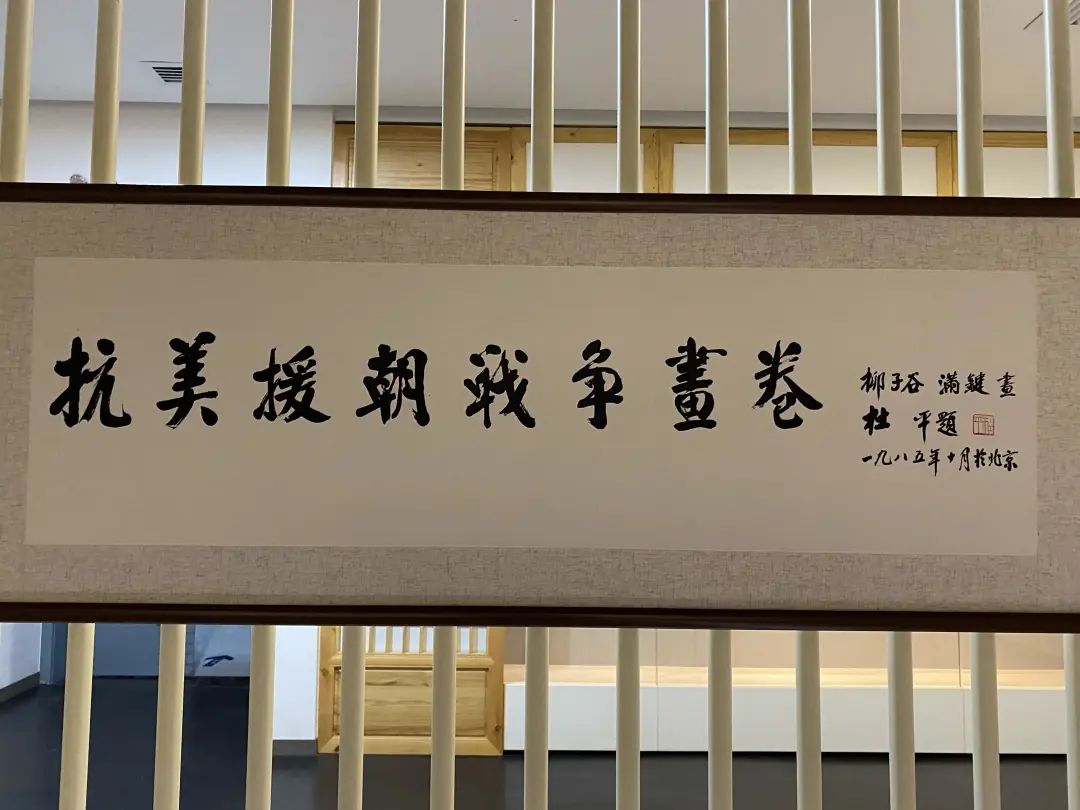 抗美援朝戦争畫卷
柳子谷 滿鍵 畫
杜 平題
一九八五年十月於北京